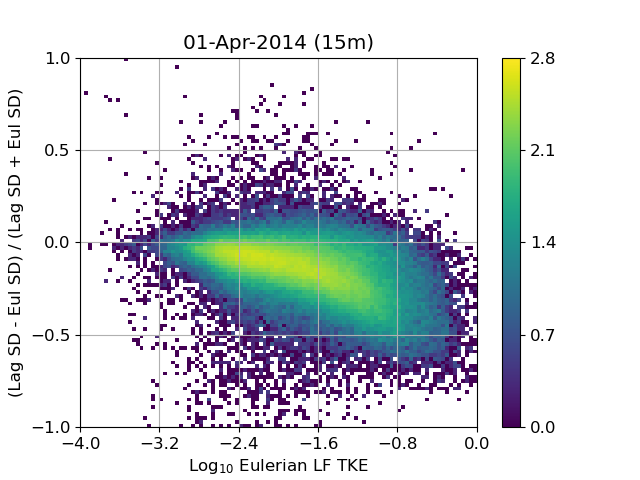 01-Apr-2014 (15m)
1.0
0.5
0.0
−0.5
−1.0
(Lag SD - Eul SD) / (Lag SD + Eul SD)
−4.0 −3.2 −2.4 −1.6 −0.8 0.0
Log₁₀ Eulerian LF TKE
2.8
2.1
1.4
0.7
0.0